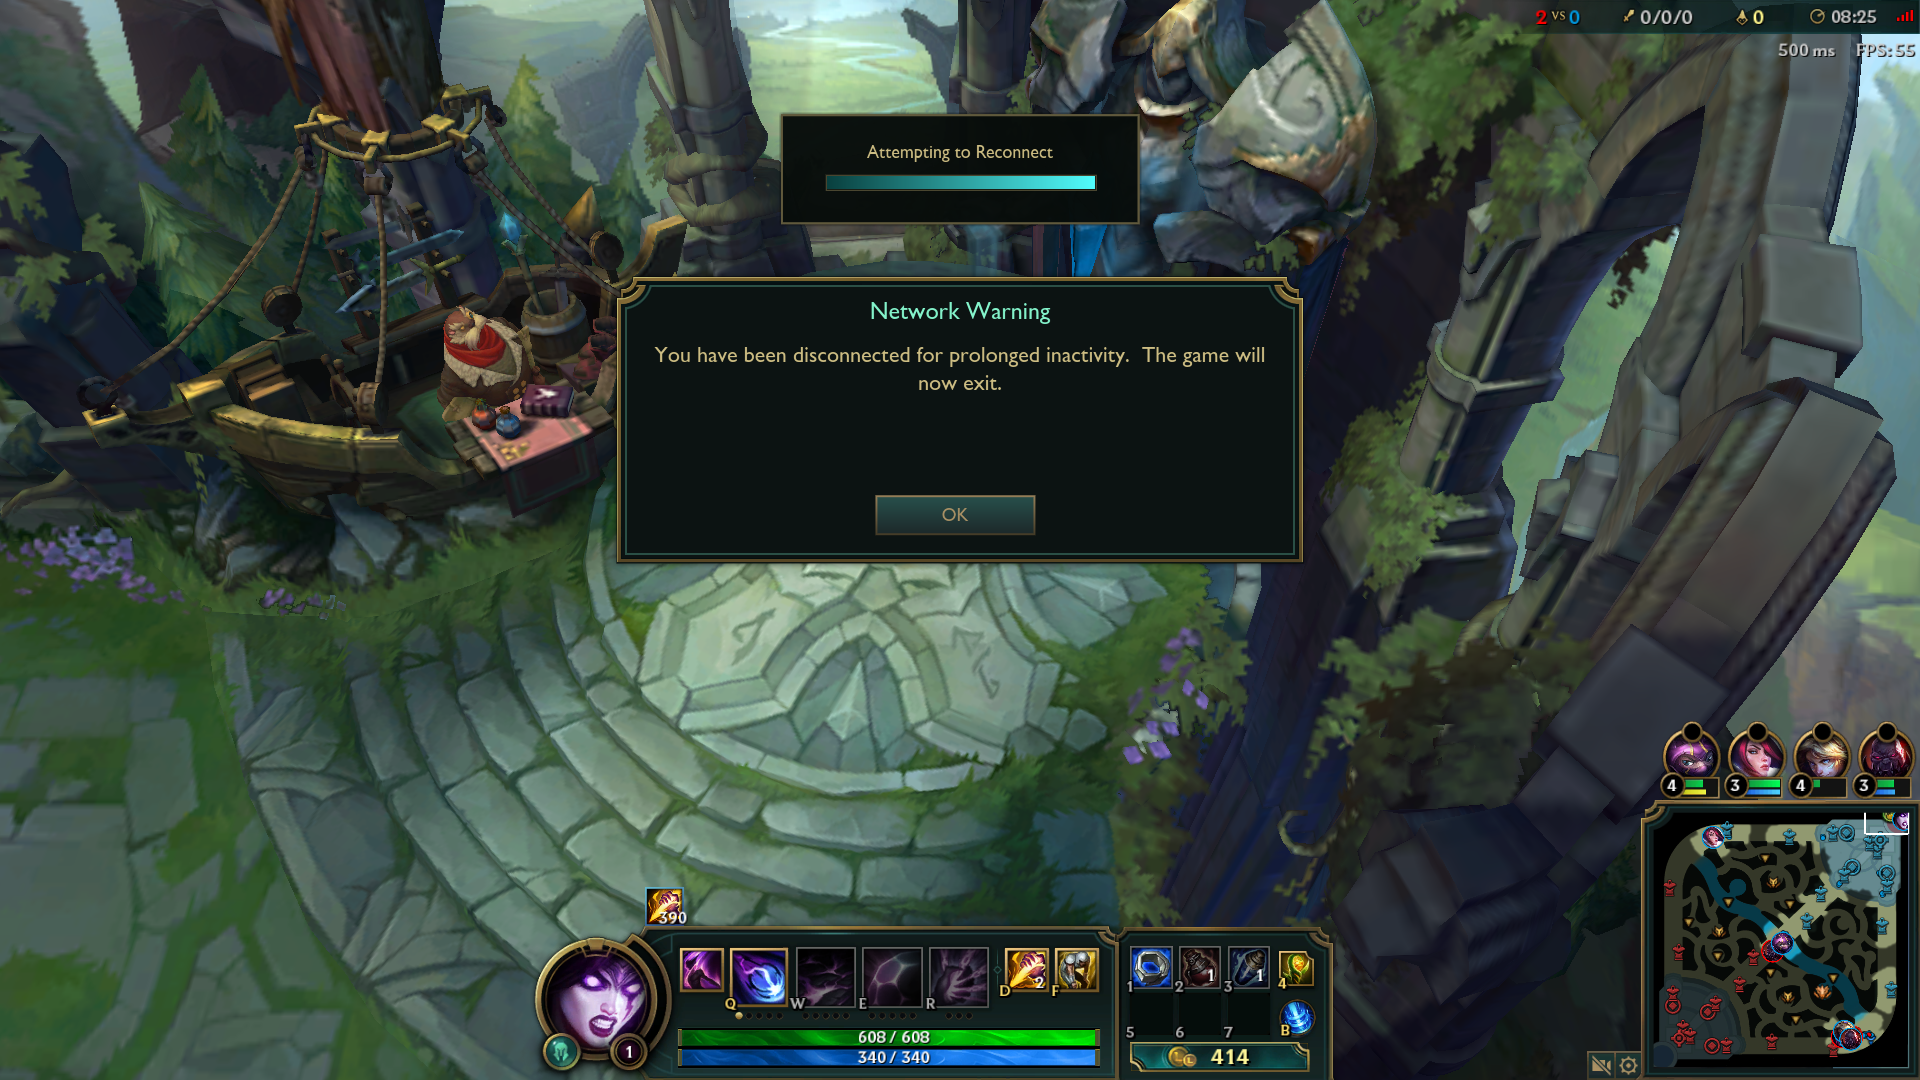 2 VS 0 0/0/0 0 08:25
500 ms FPS: 55
Attempting to Reconnect
Network Warning
You have been disconnected for prolonged inactivity. The game will
now exit.
OK
4 3 4 3
390
Q W E R D 2 F
1 2 1 3 1 4
5 6 7 B
608 / 608
1
340 / 340
414